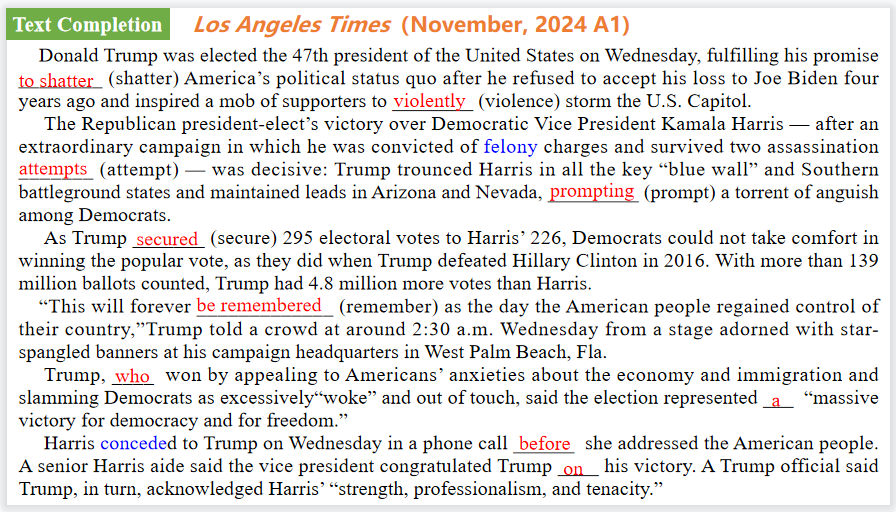 Text Completion Los Angeles Times (November, 2024 A1)
Donald Trump was elected the 47th president of the United States on Wednesday, fulfilling his promise
to shatter (shatter) America's political status quo after he refused to accept his loss to Joe Biden four
years ago and inspired a mob of supporters to violently (violence) storm the U.S. Capitol.
The Republican president-elect's victory over Democratic Vice President Kamala Harris — after an
extraordinary campaign in which he was convicted of felony charges and survived two assassination
attempts (attempt) — was decisive: Trump trounced Harris in all the key "blue wall" and Southern
battleground states and maintained leads in Arizona and Nevada, prompting (prompt) a torrent of anguish
among Democrats.
As Trump secured (secure) 295 electoral votes to Harris' 226, Democrats could not take comfort in
winning the popular vote, as they did when Trump defeated Hillary Clinton in 2016. With more than 139
million ballots counted, Trump had 4.8 million more votes than Harris.
"This will forever be remembered (remember) as the day the American people regained control of
their country,"Trump told a crowd at around 2:30 a.m. Wednesday from a stage adorned with star-
spangled banners at his campaign headquarters in West Palm Beach, Fla.
Trump, who won by appealing to Americans' anxieties about the economy and immigration and
slamming Democrats as excessively"woke" and out of touch, said the election represented a "massive
victory for democracy and for freedom."
Harris conceded to Trump on Wednesday in a phone call before she addressed the American people.
A senior Harris aide said the vice president congratulated Trump on his victory. A Trump official said
Trump, in turn, acknowledged Harris' "strength, professionalism, and tenacity."